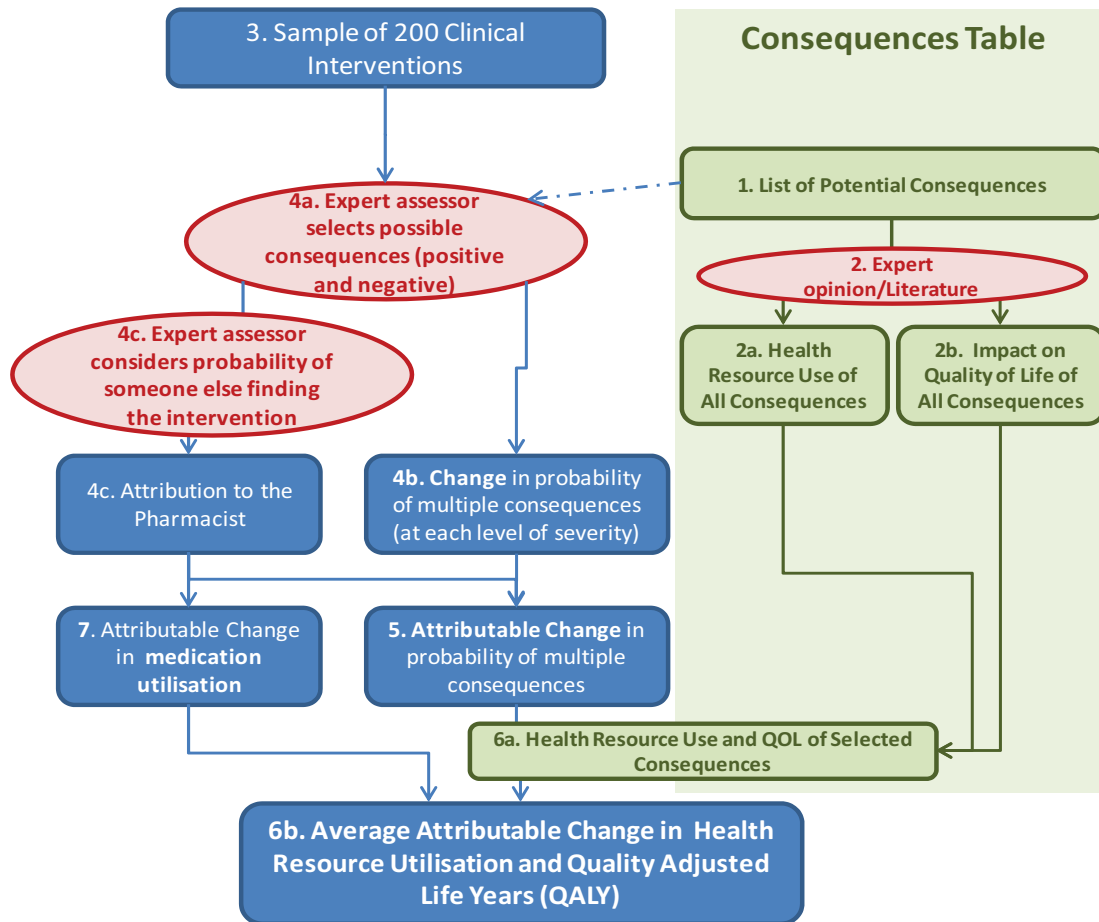 3. Sample of 200 Clinical
Interventions
Consequences Table
1. List of Potential Consequences
4a. Expert assessor
selects possible
consequences (positive
and negative)
2. Expert
opinion/Literature
4c. Expert assessor
considers probability of
someone else finding
the intervention
2a. Health
Resource Use of
All Consequences
2b. Impact on
Quality of Life of
All Consequences
4c. Attribution to the
Pharmacist
4b. Change in probability
of multiple consequences
(at each level of severity)
7. Attributable Change
in medication
utilisation
5. Attributable Change in
probability of multiple
consequences
6a. Health Resource Use and QOL of Selected
Consequences
6b. Average Attributable Change in Health
Resource Utilisation and Quality Adjusted
Life Years (QALY)